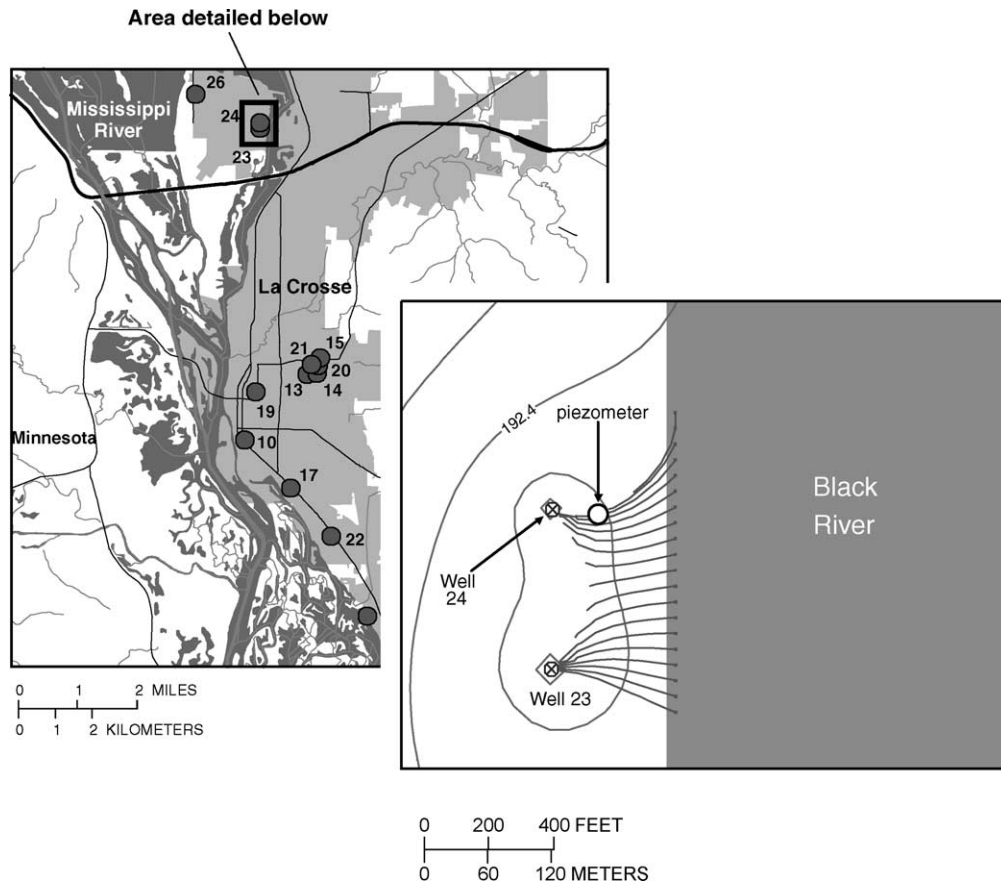 Area detailed below
26
Mississippi
River
24
23
La Crosse
15
21
20
13
14
19
Minnesota
10
17
22
0 1 2 MILES
0 1 2 KILOMETERS
192.4
piezometer
Black
River
Well
24
Well 23
0 200 400 FEET
0 60 120 METERS